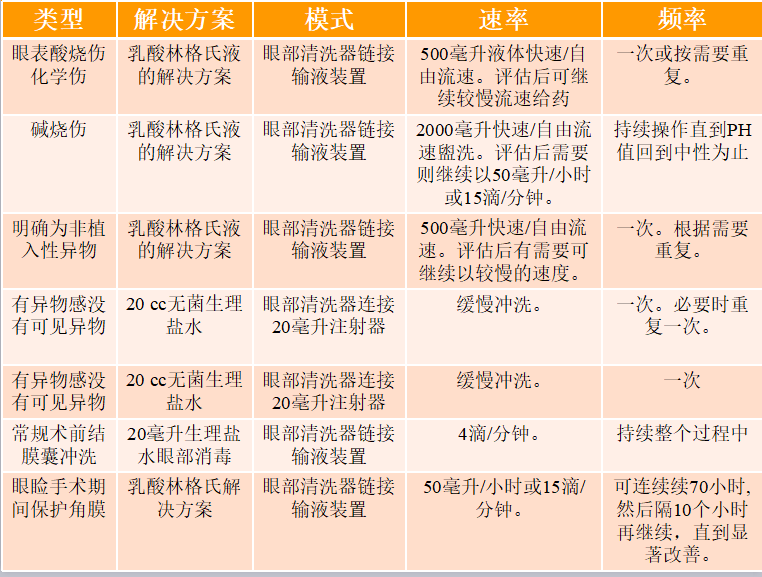 类型 解决方案 模式 速率 频率
眼表酸烧伤 乳酸林格氏液 眼部清洗器链接 500毫升液体快速/自 一次或按需要重
化学伤 的解决方案 输液装置 由流速。评估后可继 复。
续较慢流速给药
碱烧伤 乳酸林格氏液 眼部清洗器链接 2000毫升快速/自由流 持续操作直到PH
的解决方案 输液装置 速盥洗。评估后需要 值回到中性为止
则继续以50毫升/小时
或15滴/分钟。
明确为非植 乳酸林格氏液 眼部清洗器链接 500毫升快速/自由流 一次。根据需要
入性异物 的解决方案 输液装置 速。评估后有需要可 重复。
继续以较慢的速度。
有异物感没 20 cc无菌生理 眼部清洗器连接 缓慢冲洗。 一次。必要时重
有可见异物 盐水 20毫升注射器 复一次。
有异物感没 20 cc无菌生理 眼部清洗器连接 缓慢冲洗。 一次
有可见异物 盐水 20毫升注射器
常规术前结 20毫升生理盐 眼部清洗器链接 4滴/分钟。 持续整个过程中
膜囊冲洗 水眼部消毒 输液装置
眼睑手术期 乳酸林格氏解 眼部清洗器链接 50毫升/小时或15滴/ 可连续续70小时,
间保护角膜 决方案 输液装置 分钟。 然后隔10个小时
再继续，直到显
著改善。